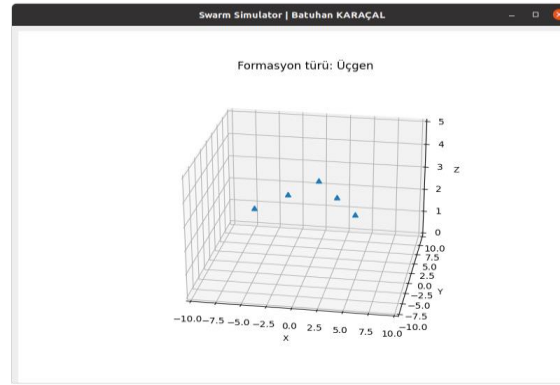 Swarm Simulator | Batuhan KARAÇAL
Formasyon türü: Üçgen
5
4
3
Z
2
1
0
10.0
7.5
5.0
2.5
0.0
Y
−2.5
−5.0
−7.5
−10.0
−10.0 −7.5 −5.0 −2.5 0.0 2.5 5.0 7.5 10.0
X